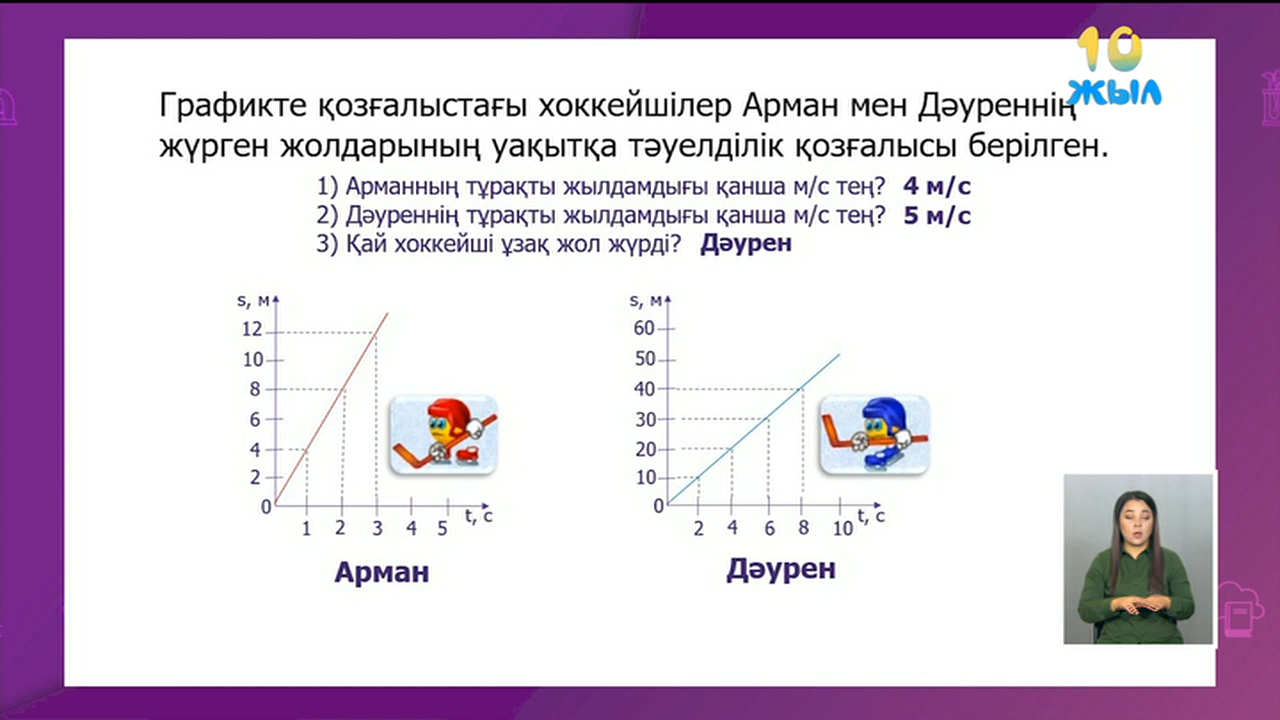 10
ЖЫЛ
Графикте қозғалыстағы хоккейшілер Арман мен Дәуреннің
жүрген жолдарының уақытқа тәуелділік қозғалысы берілген.
1) Арманның тұрақты жылдамдығы қанша м/с тең? 4 м/с
2) Дәуреннің тұрақты жылдамдығы қанша м/с тең? 5 м/с
3) Қай хоккейші ұзақ жол жүрді? Дәурен
s, м
12
10
8
6
4
2
0
1 2 3 4 5 t, с
Арман
s, м
60
50
40
30
20
10
0
2 4 6 8 10 t, с
Дәурен